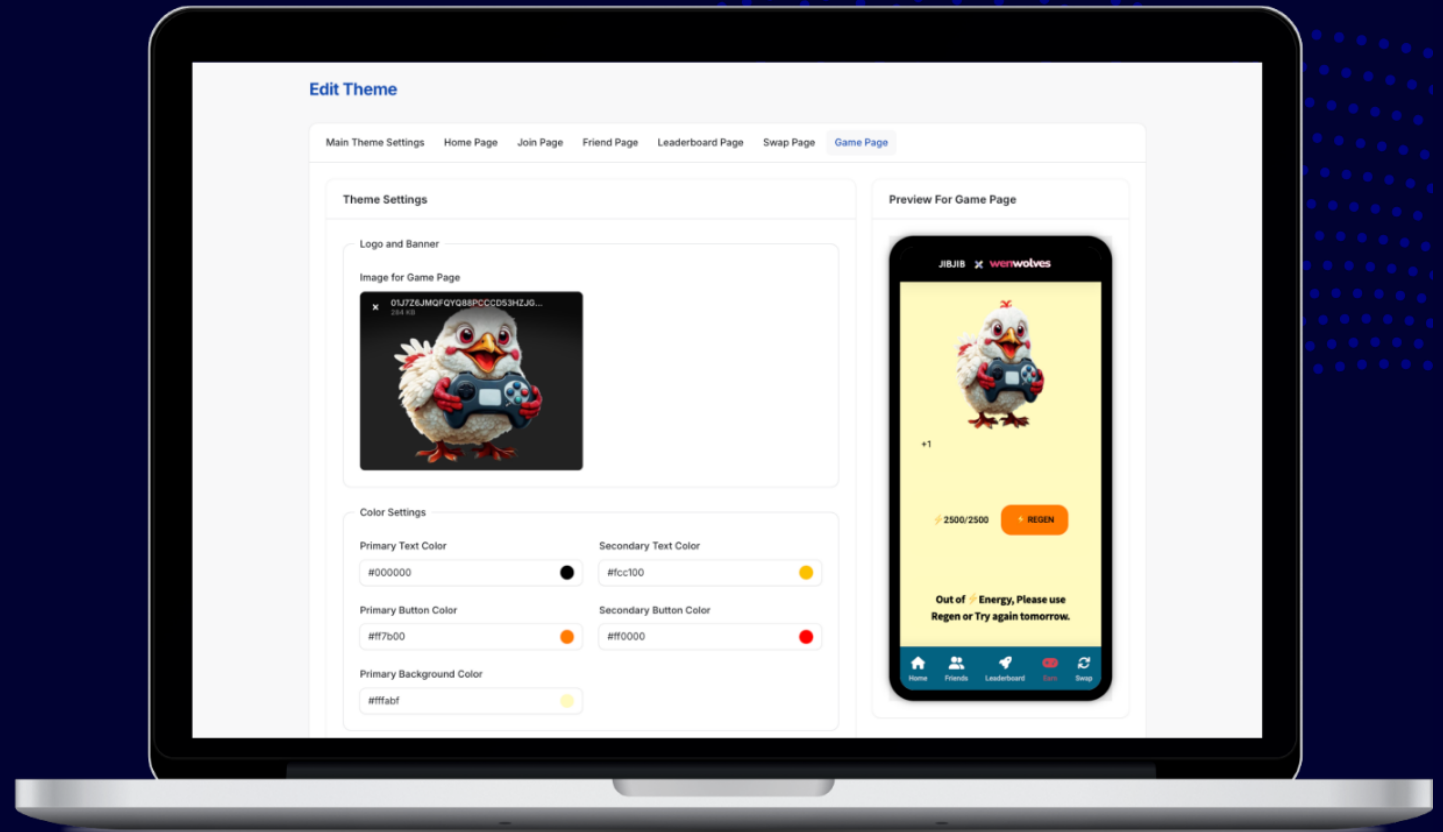 Edit Theme
Main Theme Settings Home Page Join Page Friend Page Leaderboard Page Swap Page Game Page
Theme Settings
Logo and Banner
Image for Game Page
01J7Z6JMQFQYQ88PCCCD53HZJG...
284 KB
Color Settings
Primary Text Color Secondary Text Color
#000000 #fcc100
Primary Button Color Secondary Button Color
#ff7b00 #ff0000
Primary Background Color
#fffabf
Preview For Game Page
JIBJIB × wenwolves
+1
⚡2500/2500 ⚡ REGEN
Out of ⚡Energy, Please use
Regen or Try again tomorrow.
Home Friends Leaderboard Earn Swap